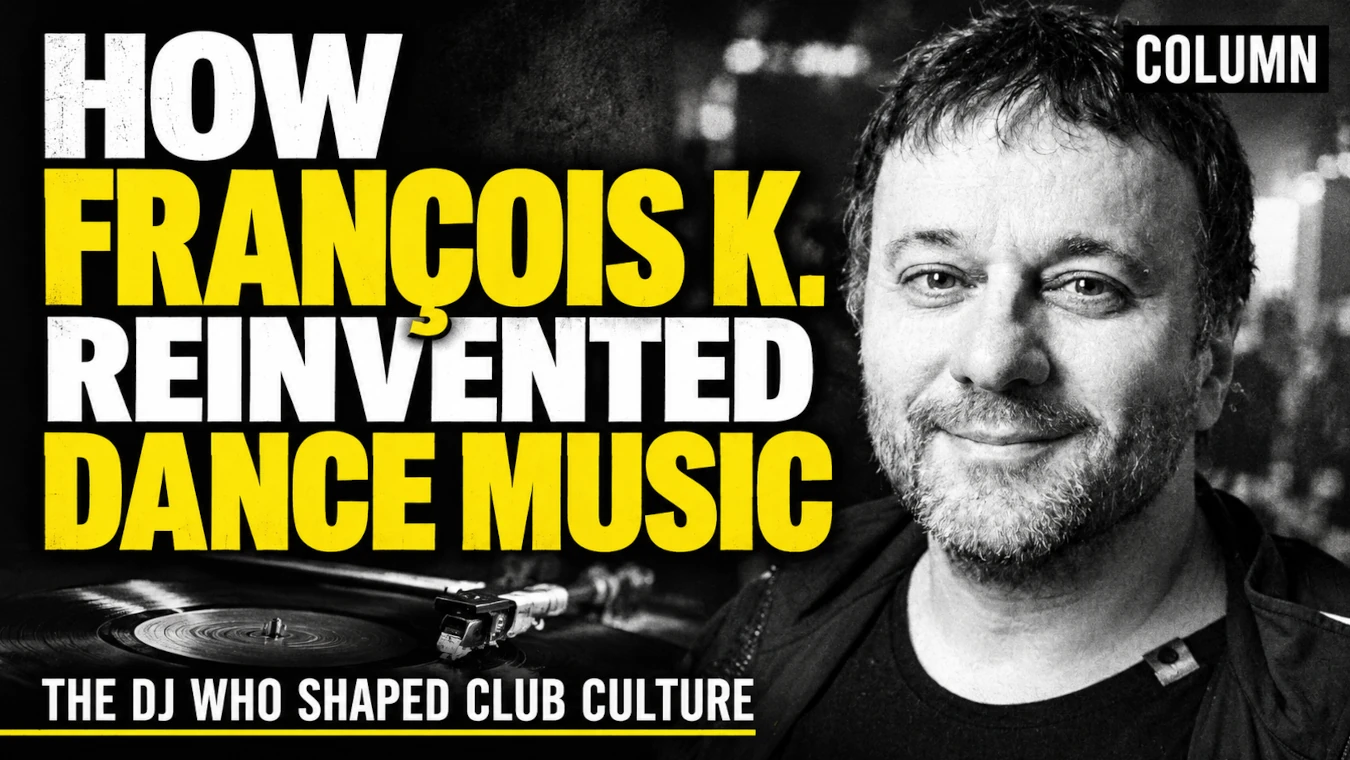 HOW
COLUMN
FRANÇOIS K.
REINVENTED
DANCE MUSIC
THE DJ WHO SHAPED CLUB CULTURE